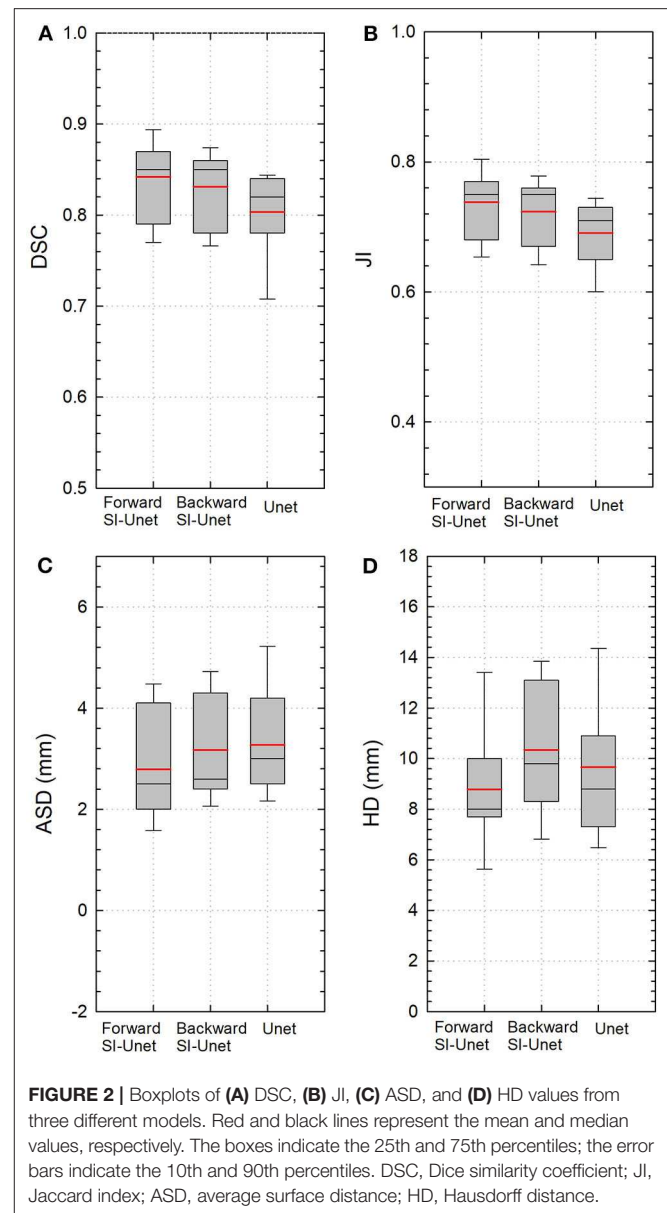 A
1.0
0.9
0.8
0.7
0.6
0.5
DSC
Forward SI-Unet
Backward SI-Unet
Unet
B
1.0
0.8
0.6
0.4
JI
Forward SI-Unet
Backward SI-Unet
Unet
C
6
4
2
0
-2
ASD (mm)
Forward SI-Unet
Backward SI-Unet
Unet
D
18
16
14
12
10
8
6
4
2
0
HD (mm)
Forward SI-Unet
Backward SI-Unet
Unet
FIGURE 2 | Boxplots of (A) DSC, (B) JI, (C) ASD, and (D) HD values from
three different models. Red and black lines represent the mean and median
values, respectively. The boxes indicate the 25th and 75th percentiles; the error
bars indicate the 10th and 90th percentiles. DSC, Dice similarity coefficient; JI,
Jaccard index; ASD, average surface distance; HD, Hausdorff distance.